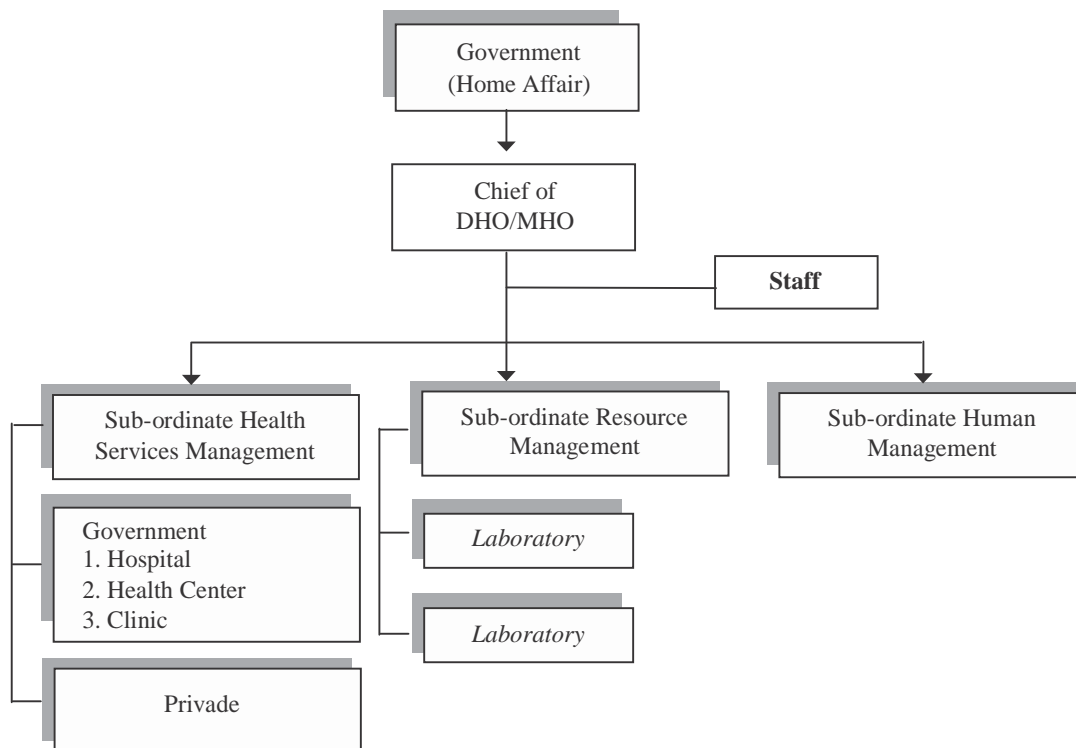 Government
(Home Affair)
Chief of
DHO/MHO
Staff
Sub-ordinate Health
Services Management
Sub-ordinate Resource
Management
Sub-ordinate Human
Management
Government
1. Hospital
2. Health Center
3. Clinic
Laboratory
Laboratory
Privade